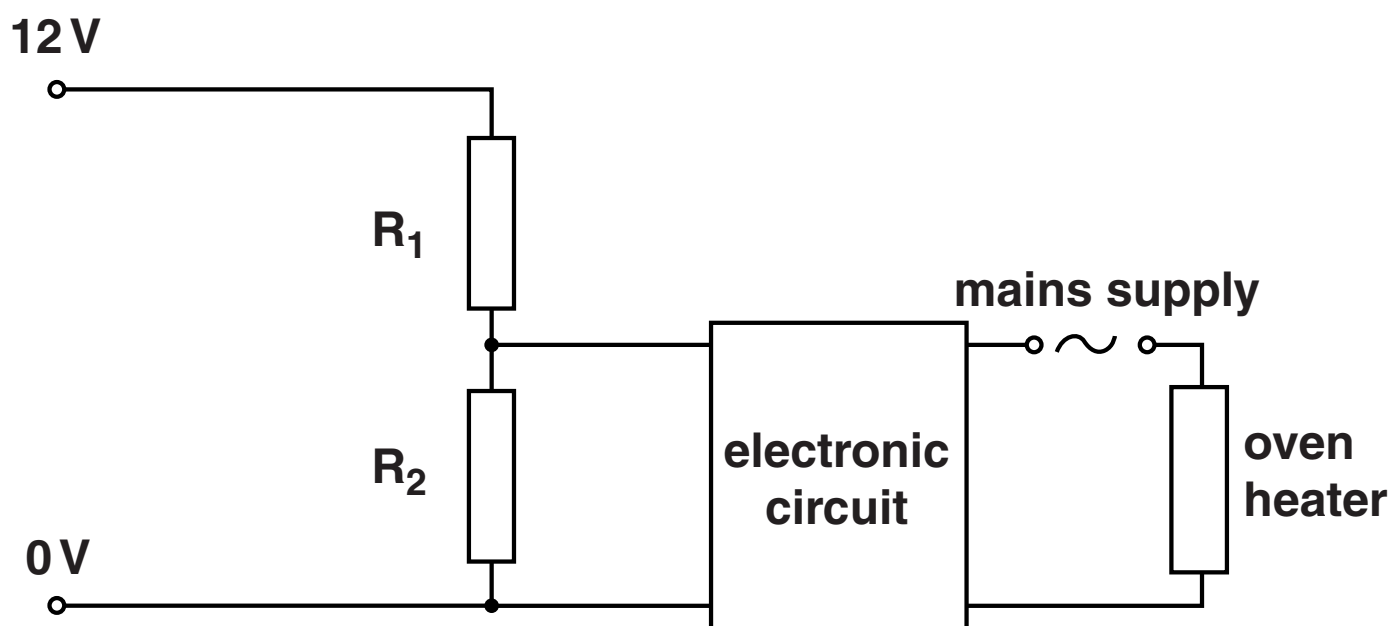 12 V
R1
mains supply
electronic
circuit
oven
heater
R2
0 V